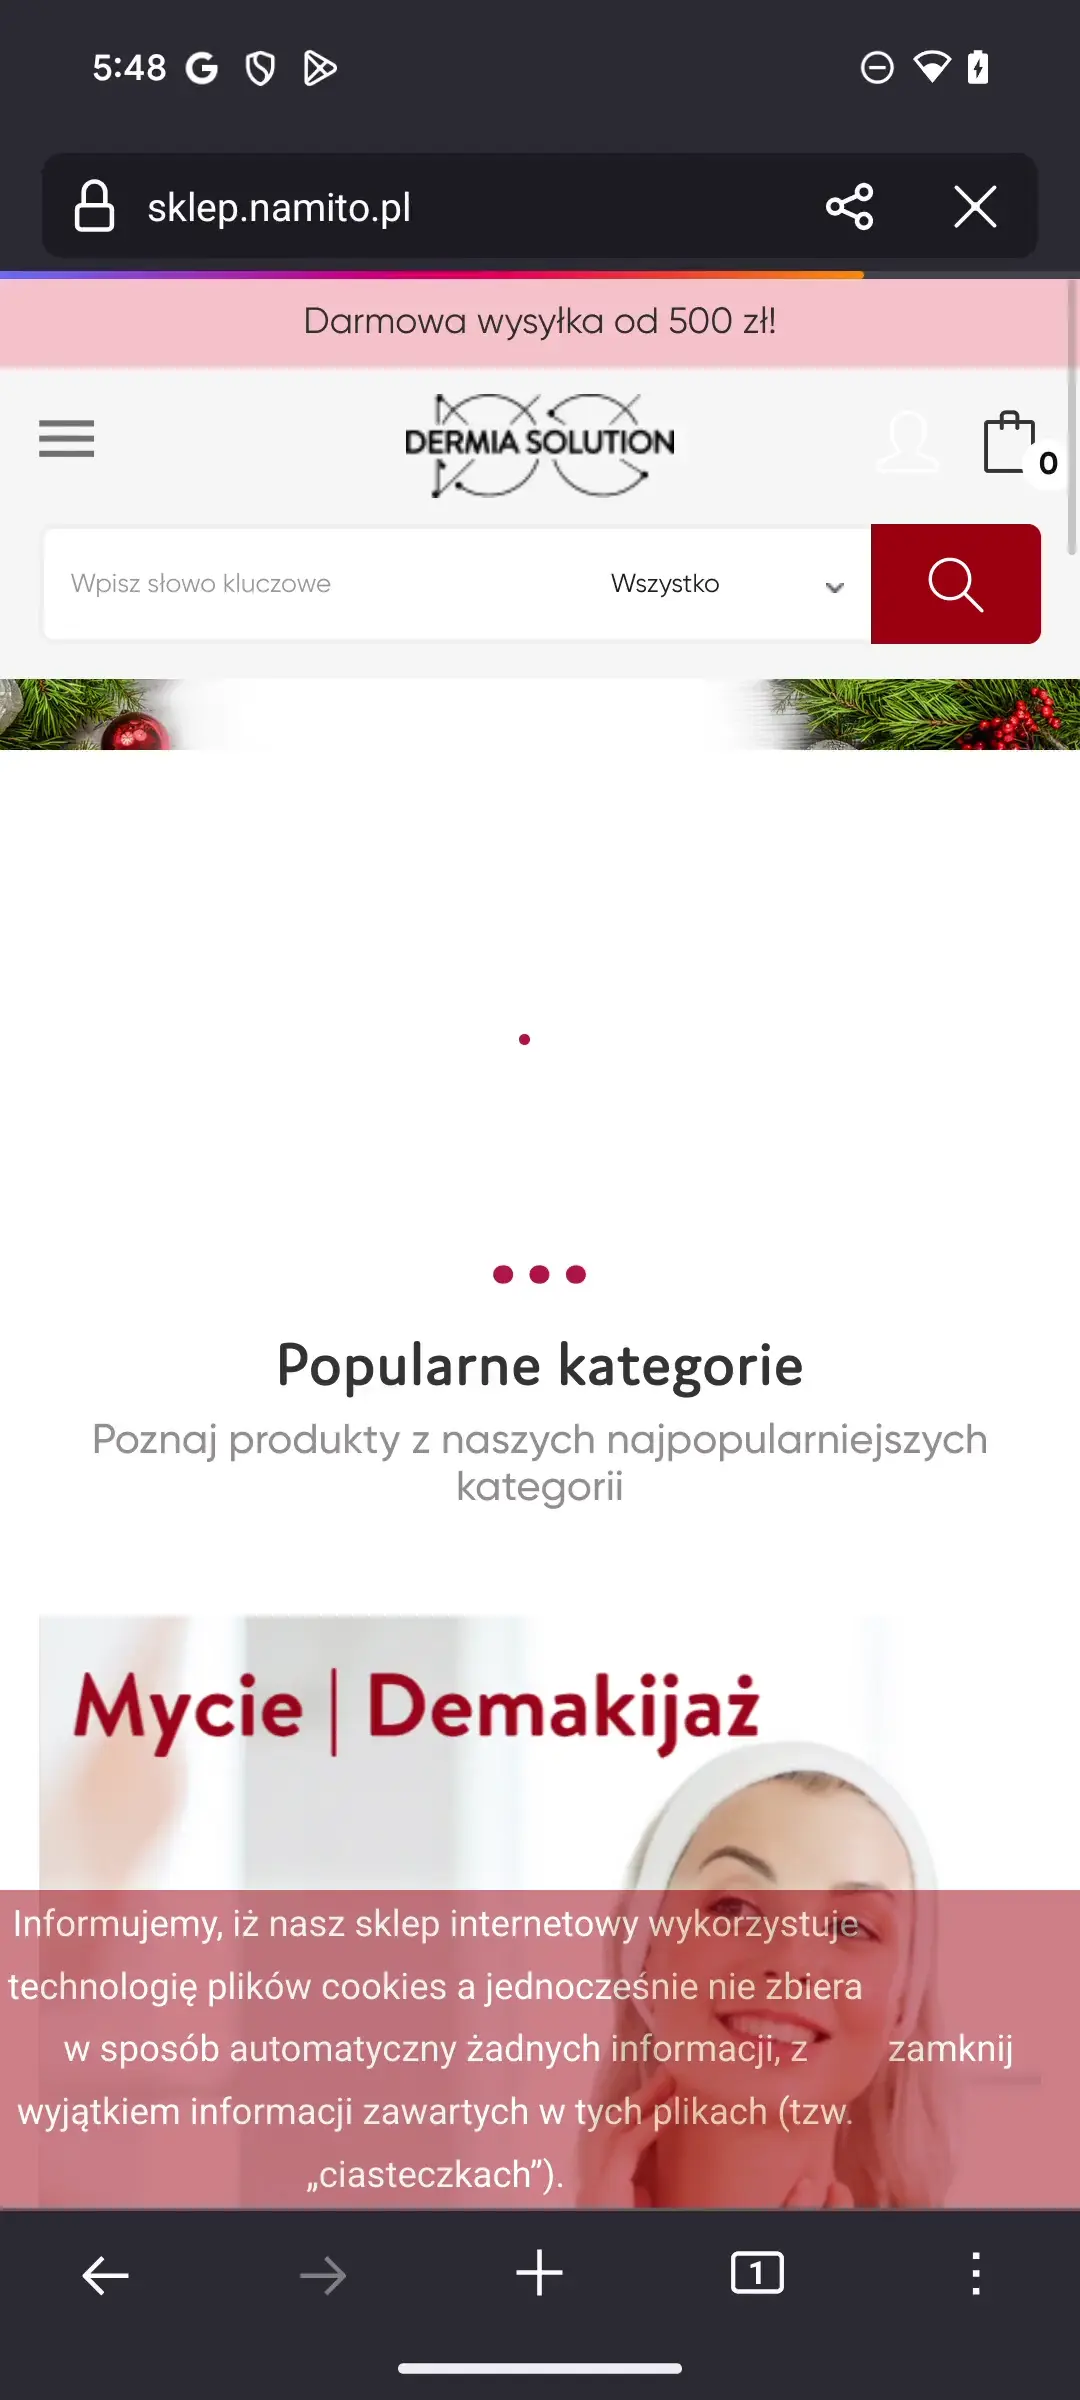 5:48
sklep.namito.pl
Darmowa wysyłka od 500 zł!
DERMIA SOLUTION
0
Wpisz słowo kluczowe
Wszystko
Popularne kategorie
Poznaj produkty z naszych najpopularniejszych
kategorii
Mycie | Demakijaż
Informujemy, iż nasz sklep internetowy wykorzystuje
technologię plików cookies a jednocześnie nie zbiera
w sposób automatyczny żadnych informacji, z
wyjątkiem informacji zawartych w tych plikach (tzw.
„ciasteczkach”).
zamknij
1